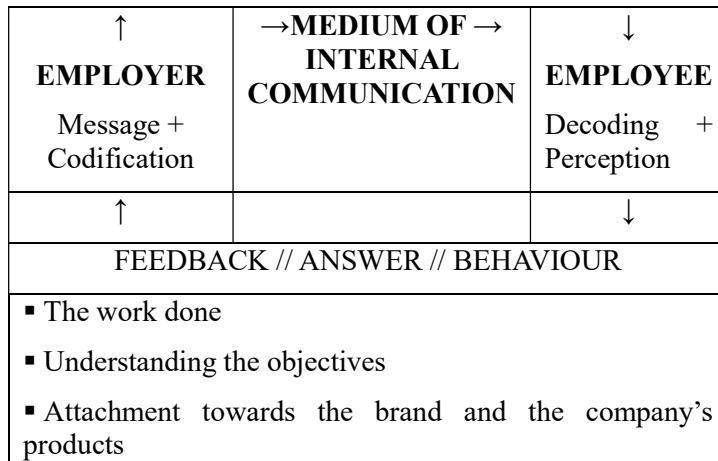 ↑ →MEDIUM OF → ↓
EMPLOYER INTERNAL EMPLOYEE
COMMUNICATION
Message + Decoding +
Codification Perception
↑ ↓
FEEDBACK // ANSWER // BEHAVIOUR
▪ The work done
▪ Understanding the objectives
▪ Attachment towards the brand and the company’s
products